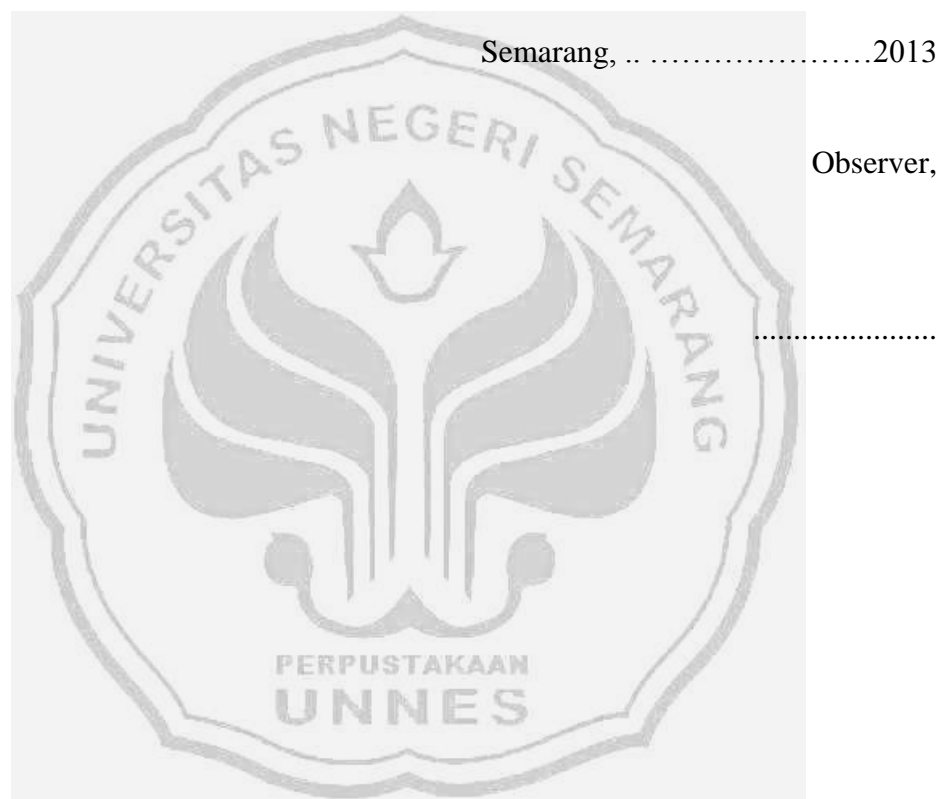 Semarang, .. …………………2013
Observer,
.......................
UNIVERSITAS NEGERI SEMARANG
PERPUSTAKAAN
UNNES